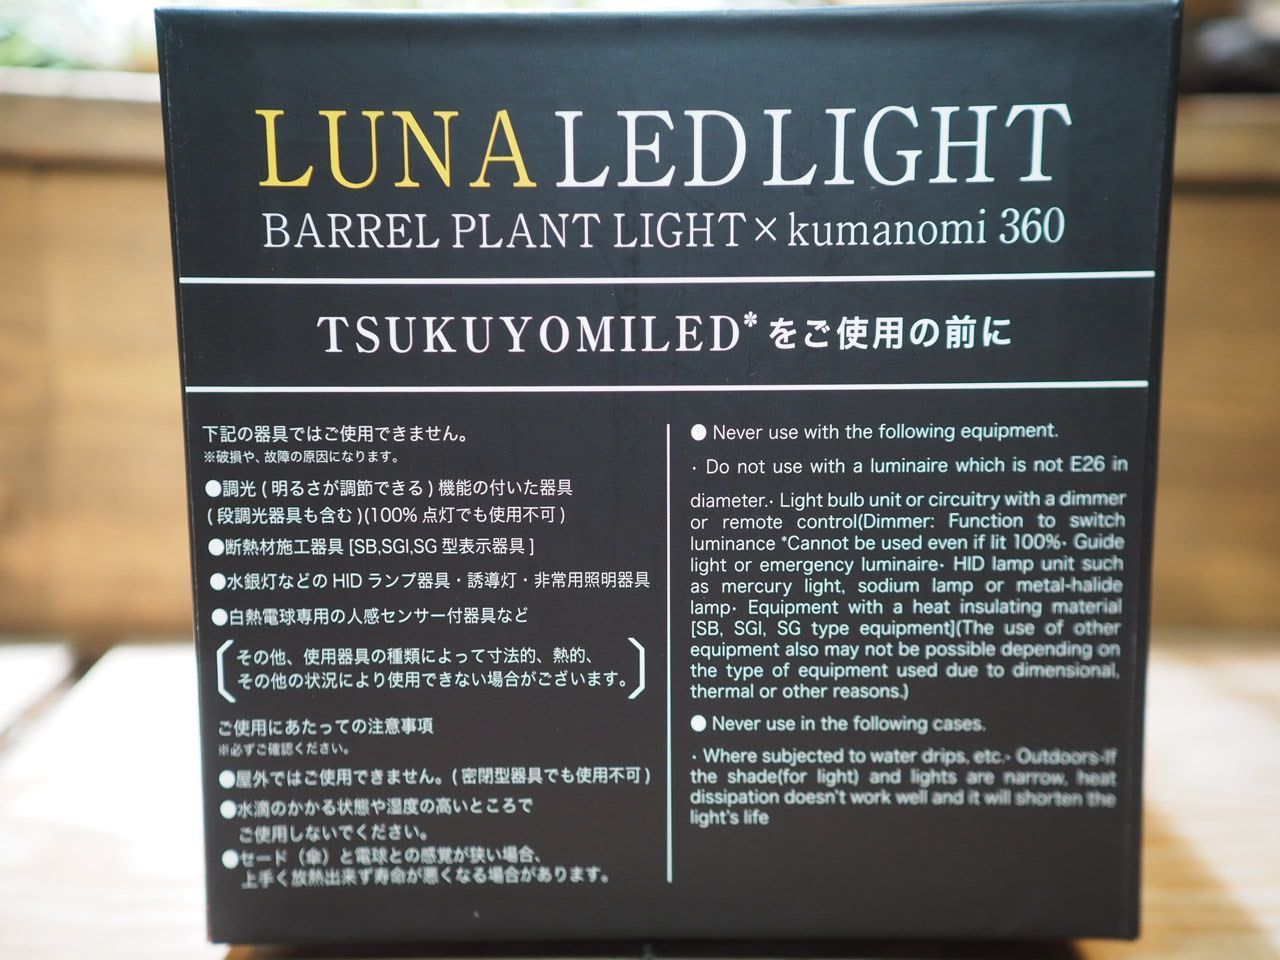 LUNA LED LIGHT
BARREL PLANT LIGHT × kumanomi 360
TSUKUYOMILED* をご使用の前に
下記の器具ではご使用できません。
※破損や、故障の原因になります。
●調光 ( 明るさが調節できる ) 機能の付いた器具
( 段調光器具も含む )(100% 点灯でも使用不可 )
●断熱材施工器具 [SB,SGI,SG 型表示器具 ]
●水銀灯などの HID ランプ器具・誘導灯・非常用照明器具
●白熱電球専用の人感センサー付器具など
その他、使用器具の種類によって寸法的、熱的、
その他の状況により使用できない場合がございます。
ご使用にあたっての注意事項
※必ずご確認ください。
●屋外ではご使用できません。( 密閉型器具でも使用不可 )
●水滴のかかる状態や湿度の高いところで
ご使用しないでください。
●セード（傘）と電球との感覚が狭い場合、
上手く放熱出来ず寿命が悪くなる場合があります。
● Never use with the following equipment.
· Do not use with a luminaire which is not E26 in
diameter.· Light bulb unit or circuitry with a dimmer
or remote control(Dimmer: Function to switch
luminance *Cannot be used even if lit 100%· Guide
light or emergency luminaire· HID lamp unit such
as mercury light, sodium lamp or metal-halide
lamp· Equipment with a heat insulating material
[SB, SGI, SG type equipment](The use of other
equipment also may not be possible depending on
the type of equipment used due to dimensional,
thermal or other reasons.)
● Never use in the following cases.
· Where subjected to water drips, etc.· Outdoors·If
the shade(for light) and lights are narrow, heat
dissipation doesn't work well and it will shorten the
light's life